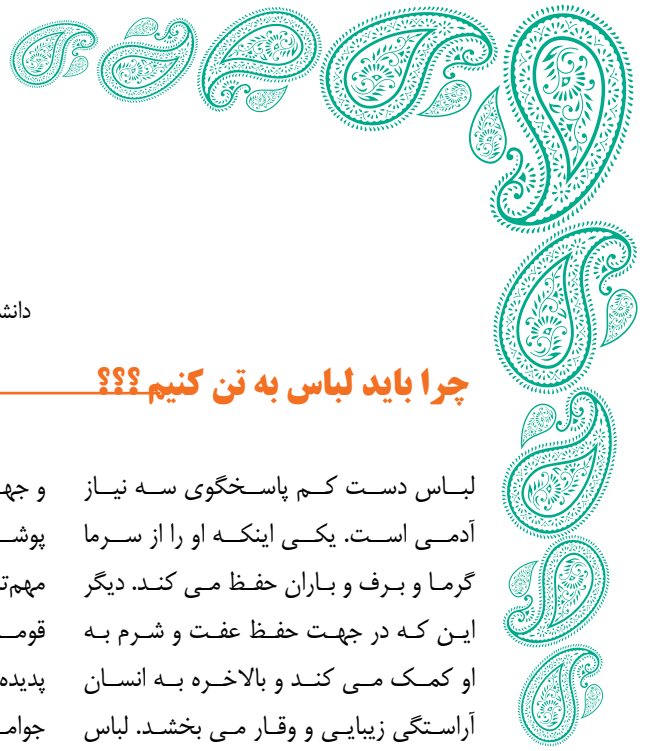 چرا باید لباس به تن کنیم ؟؟؟
لباس دست کم پاسخگوی سه نیاز
آدمی است. یکی اینکه او را از سرما
گرما و برف و باران حفظ می کند. دیگر
این که در جهت حفظ عفت و شرم به
او کمک می کند و بالاخره به انسان
آراستگی زیبایی و وقار می بخشد. لباس
و